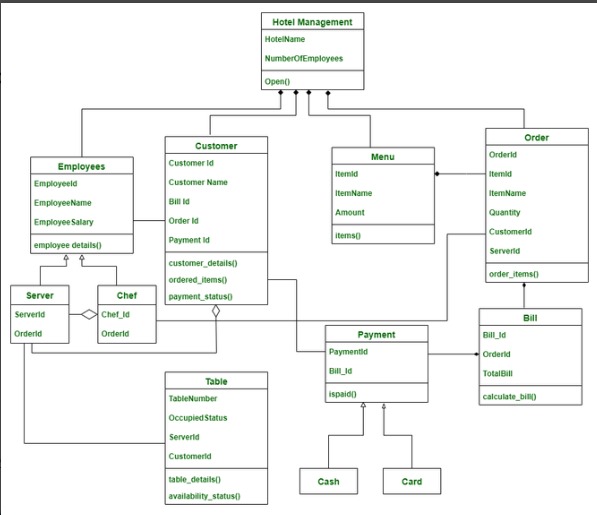 Hotel Management
HotelName
NumberOfEmployees
Open()
Employees
EmployeeId
EmployeeName
EmployeeSalary
employee details()
Customer
Customer Id
Customer Name
Bill Id
Order Id
Payment Id
customer_details()
ordered_items()
payment_status()
Menu
ItemId
ItemName
Amount
items()
Order
OrderId
ItemId
ItemName
Quantity
CustomerId
ServerId
order_items()
Server
ServerId
OrderId
Chef
Chef_Id
OrderId
Payment
PaymentId
Bill_Id
ispaid()
Bill
Bill_Id
OrderId
TotalBill
calculate_bill()
Table
TableNumber
OccupiedStatus
ServerId
CustomerId
table_details()
availability_status()
Cash
Card